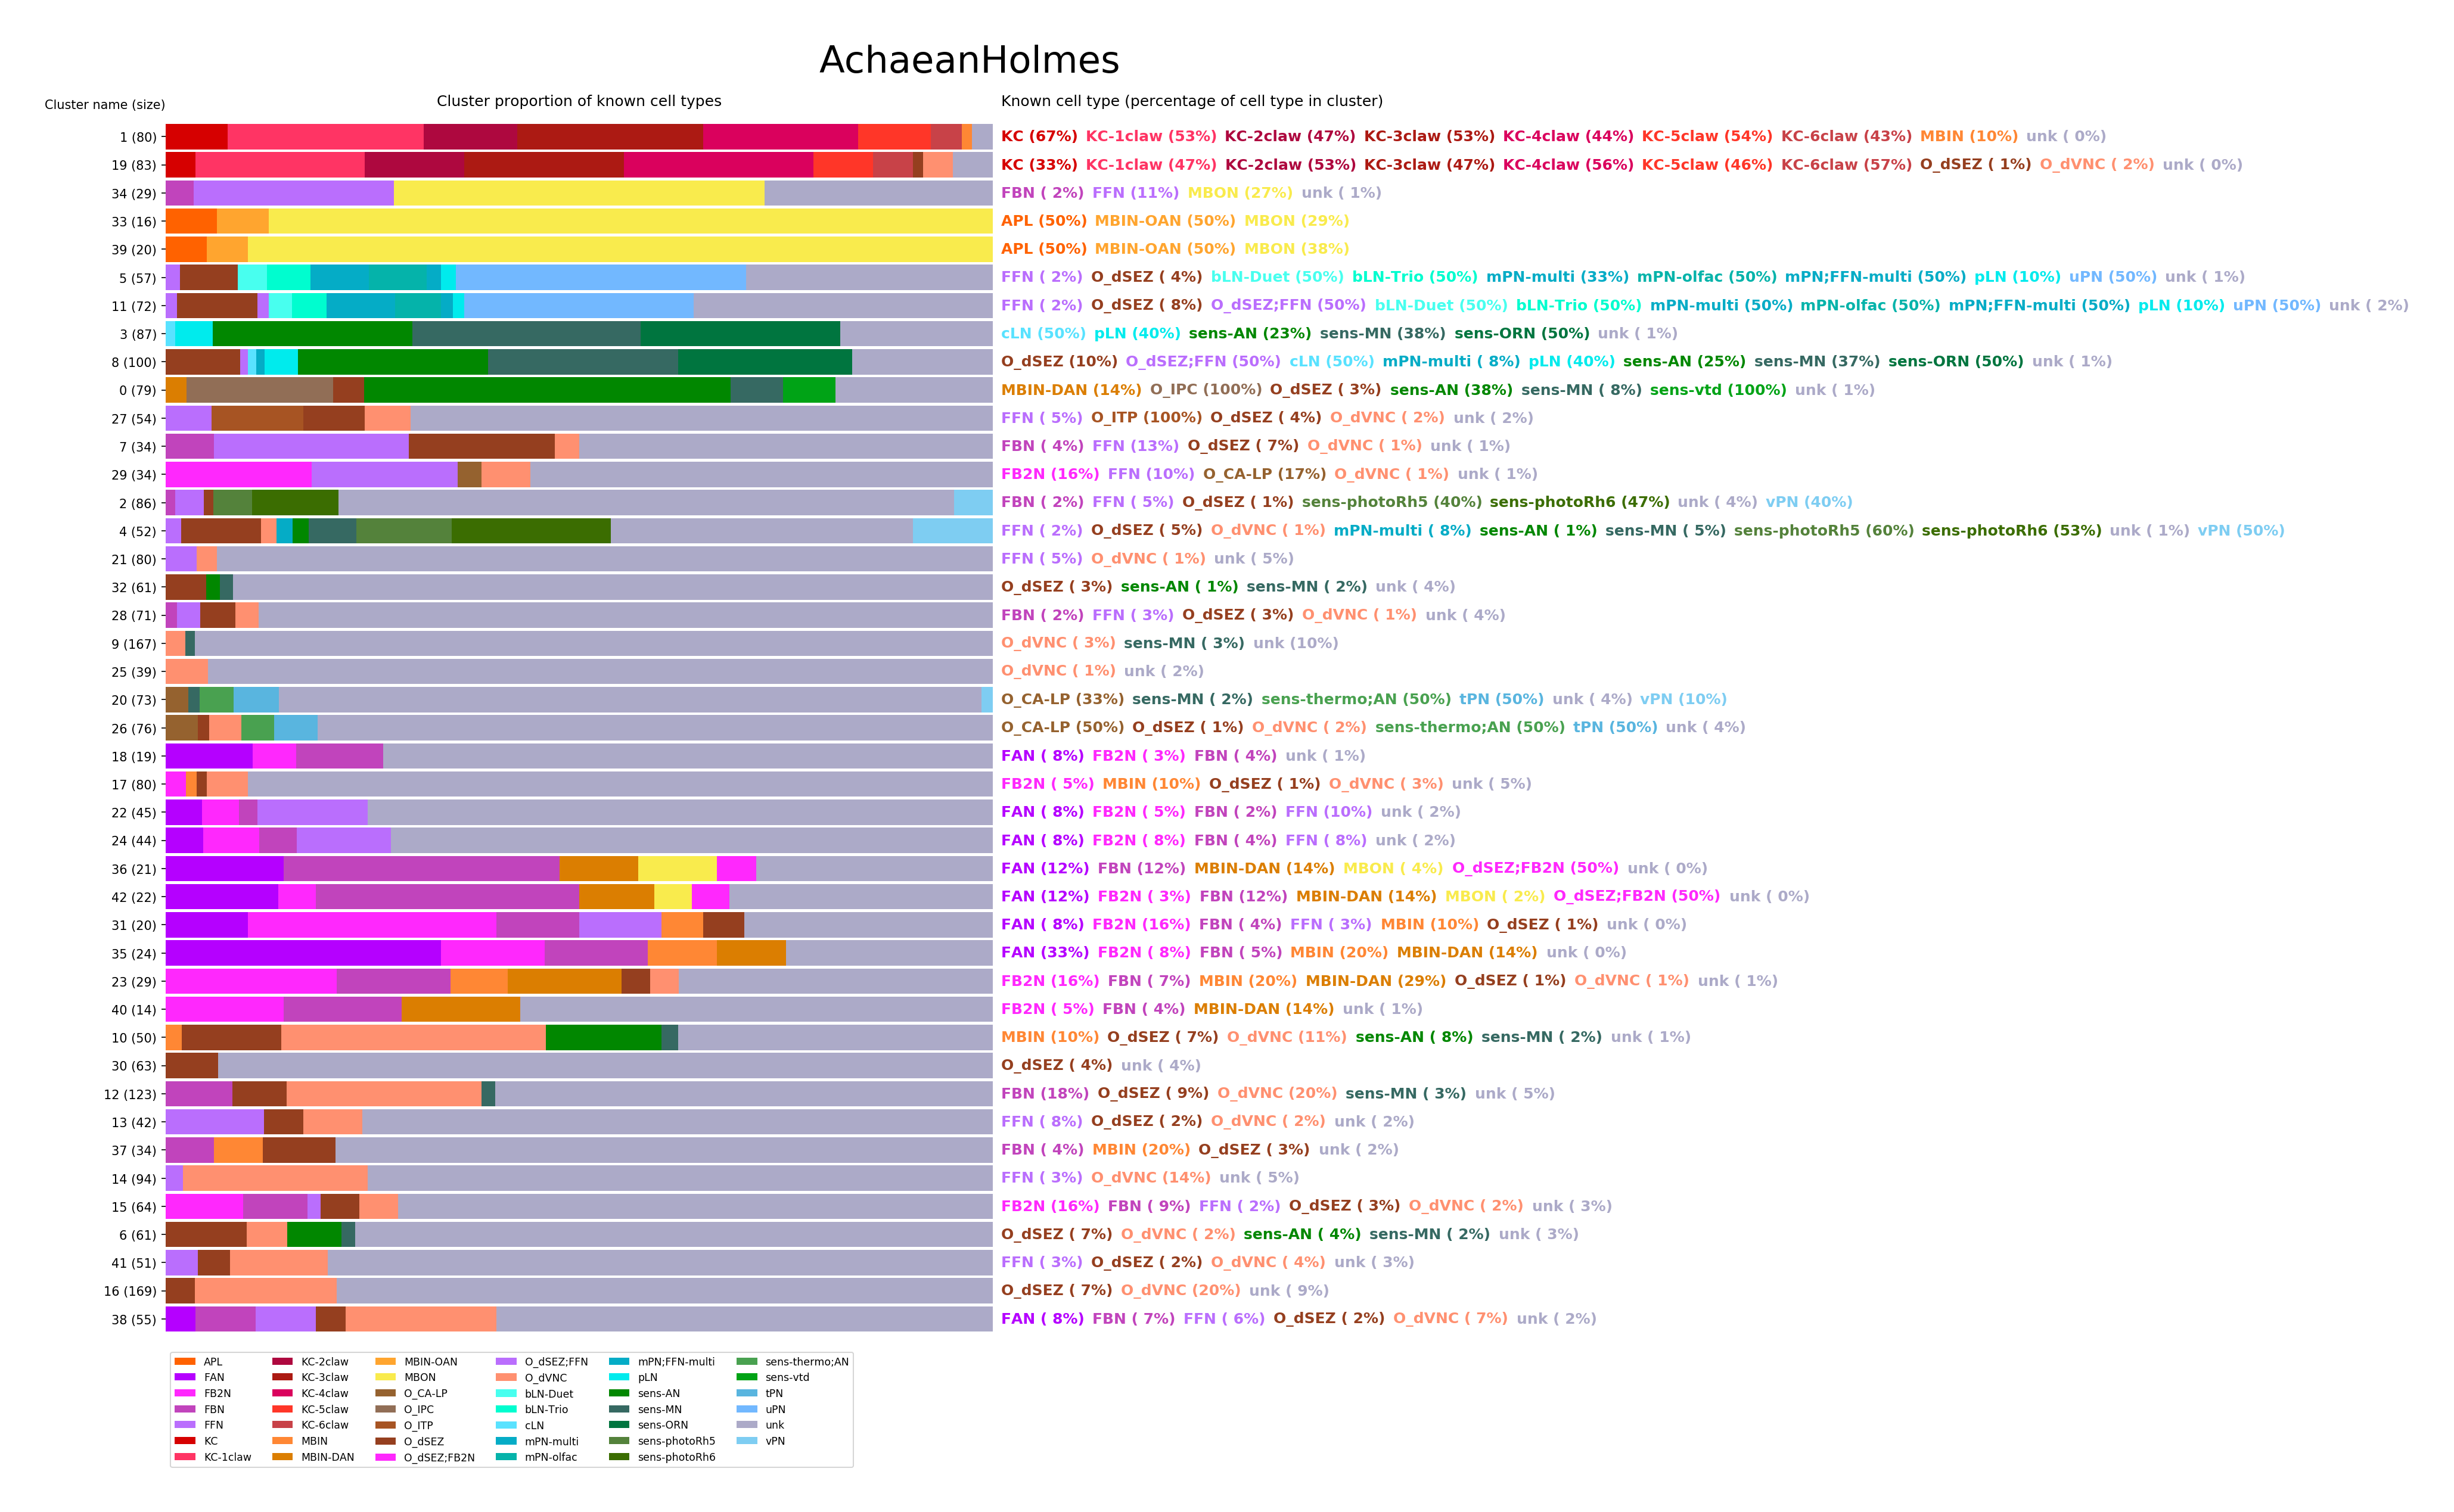 AchaeanHolmes
Cluster name (size) Cluster proportion of known cell types Known cell type (percentage of cell type in cluster)
1 (80) KC (67%) KC-1claw (53%) KC-2claw (47%) KC-3claw (53%) KC-4claw (44%) KC-5claw (54%) KC-6claw (43%) MBIN (10%) unk ( 0%)
19 (83) KC (33%) KC-1claw (47%) KC-2claw (53%) KC-3claw (47%) KC-4claw (56%) KC-5claw (46%) KC-6claw (57%) O_dSEZ ( 1%) O_dVNC ( 2%) unk ( 0%)
34 (29) FBN ( 2%) FFN (11%) MBON (27%) unk ( 1%)
33 (16) APL (50%) MBIN-OAN (50%) MBON (29%)
39 (20) APL (50%) MBIN-OAN (50%) MBON (38%)
5 (57) FFN ( 2%) O_dSEZ ( 4%) bLN-Duet (50%) bLN-Trio (50%) mPN-multi (33%) mPN-olfac (50%) mPN;FFN-multi (50%) pLN (10%) uPN (50%) unk ( 1%)
11 (72) FFN ( 2%) O_dSEZ ( 8%) O_dSEZ;FFN (50%) bLN-Duet (50%) bLN-Trio (50%) mPN-multi (50%) mPN-olfac (50%) mPN;FFN-multi (50%) pLN (10%) uPN (50%) unk ( 2%)
3 (87) cLN (50%) pLN (40%) sens-AN (23%) sens-MN (38%) sens-ORN (50%) unk ( 1%)
8 (100) O_dSEZ (10%) O_dSEZ;FFN (50%) cLN (50%) mPN-multi ( 8%) pLN (40%) sens-AN (25%) sens-MN (37%) sens-ORN (50%) unk ( 1%)
0 (79) MBIN-DAN (14%) O_IPC (100%) O_dSEZ ( 3%) sens-AN (38%) sens-MN ( 8%) sens-vtd (100%) unk ( 1%)
27 (54) FFN ( 5%) O_ITP (100%) O_dSEZ ( 4%) O_dVNC ( 2%) unk ( 2%)
7 (34) FBN ( 4%) FFN (13%) O_dSEZ ( 7%) O_dVNC ( 1%) unk ( 1%)
29 (34) FB2N (16%) FFN (10%) O_CA-LP (17%) O_dVNC ( 1%) unk ( 1%)
2 (86) FBN ( 2%) FFN ( 5%) O_dSEZ ( 1%) sens-photoRh5 (40%) sens-photoRh6 (47%) unk ( 4%) vPN (40%)
4 (52) FFN ( 2%) O_dSEZ ( 5%) O_dVNC ( 1%) mPN-multi ( 8%) sens-AN ( 1%) sens-MN ( 5%) sens-photoRh5 (60%) sens-photoRh6 (53%) unk ( 1%) vPN (50%)
21 (80) FFN ( 5%) O_dVNC ( 1%) unk ( 5%)
32 (61) O_dSEZ ( 3%) sens-AN ( 1%) sens-MN ( 2%) unk ( 4%)
28 (71) FBN ( 2%) FFN ( 3%) O_dSEZ ( 3%) O_dVNC ( 1%) unk ( 4%)
9 (167) O_dVNC ( 3%) sens-MN ( 3%) unk (10%)
25 (39) O_dVNC ( 1%) unk ( 2%)
20 (73) O_CA-LP (33%) sens-MN ( 2%) sens-thermo;AN (50%) tPN (50%) unk ( 4%) vPN (10%)
26 (76) O_CA-LP (50%) O_dSEZ ( 1%) O_dVNC ( 2%) sens-thermo;AN (50%) tPN (50%) unk ( 4%)
18 (19) FAN ( 8%) FB2N ( 3%) FBN ( 4%) unk ( 1%)
17 (80) FB2N ( 5%) MBIN (10%) O_dSEZ ( 1%) O_dVNC ( 3%) unk ( 5%)
22 (45) FAN ( 8%) FB2N ( 5%) FBN ( 2%) FFN (10%) unk ( 2%)
24 (44) FAN ( 8%) FB2N ( 8%) FBN ( 4%) FFN ( 8%) unk ( 2%)
36 (21) FAN (12%) FBN (12%) MBIN-DAN (14%) MBON ( 4%) O_dSEZ;FB2N (50%) unk ( 0%)
42 (22) FAN (12%) FB2N ( 3%) FBN (12%) MBIN-DAN (14%) MBON ( 2%) O_dSEZ;FB2N (50%) unk ( 0%)
31 (20) FAN ( 8%) FB2N (16%) FBN ( 4%) FFN ( 3%) MBIN (10%) O_dSEZ ( 1%) unk ( 0%)
35 (24) FAN (33%) FB2N ( 8%) FBN ( 5%) MBIN (20%) MBIN-DAN (14%) unk ( 0%)
23 (29) FB2N (16%) FBN ( 7%) MBIN (20%) MBIN-DAN (29%) O_dSEZ ( 1%) O_dVNC ( 1%) unk ( 1%)
40 (14) FB2N ( 5%) FBN ( 4%) MBIN-DAN (14%) unk ( 1%)
10 (50) MBIN (10%) O_dSEZ ( 7%) O_dVNC (11%) sens-AN ( 8%) sens-MN ( 2%) unk ( 1%)
30 (63) O_dSEZ ( 4%) unk ( 4%)
12 (123) FBN (18%) O_dSEZ ( 9%) O_dVNC (20%) sens-MN ( 3%) unk ( 5%)
13 (42) FFN ( 8%) O_dSEZ ( 2%) O_dVNC ( 2%) unk ( 2%)
37 (34) FBN ( 4%) MBIN (20%) O_dSEZ ( 3%) unk ( 2%)
14 (94) FFN ( 3%) O_dVNC (14%) unk ( 5%)
15 (64) FB2N (16%) FBN ( 9%) FFN ( 2%) O_dSEZ ( 3%) O_dVNC ( 2%) unk ( 3%)
6 (61) O_dSEZ ( 7%) O_dVNC ( 2%) sens-AN ( 4%) sens-MN ( 2%) unk ( 3%)
41 (51) FFN ( 3%) O_dSEZ ( 2%) O_dVNC ( 4%) unk ( 3%)
16 (169) O_dSEZ ( 7%) O_dVNC (20%) unk ( 9%)
38 (55) FAN ( 8%) FBN ( 7%) FFN ( 6%) O_dSEZ ( 2%) O_dVNC ( 7%) unk ( 2%)
APL KC-2claw MBIN-OAN O_dSEZ;FFN mPN;FFN-multi sens-thermo;AN
FAN KC-3claw MBON O_dVNC pLN sens-vtd
FB2N KC-4claw O_CA-LP bLN-Duet sens-AN tPN
FBN KC-5claw O_IPC bLN-Trio sens-MN uPN
FFN KC-6claw O_ITP cLN sens-ORN unk
KC MBIN O_dSEZ mPN-multi sens-photoRh5 vPN
KC-1claw MBIN-DAN O_dSEZ;FB2N mPN-olfac sens-photoRh6